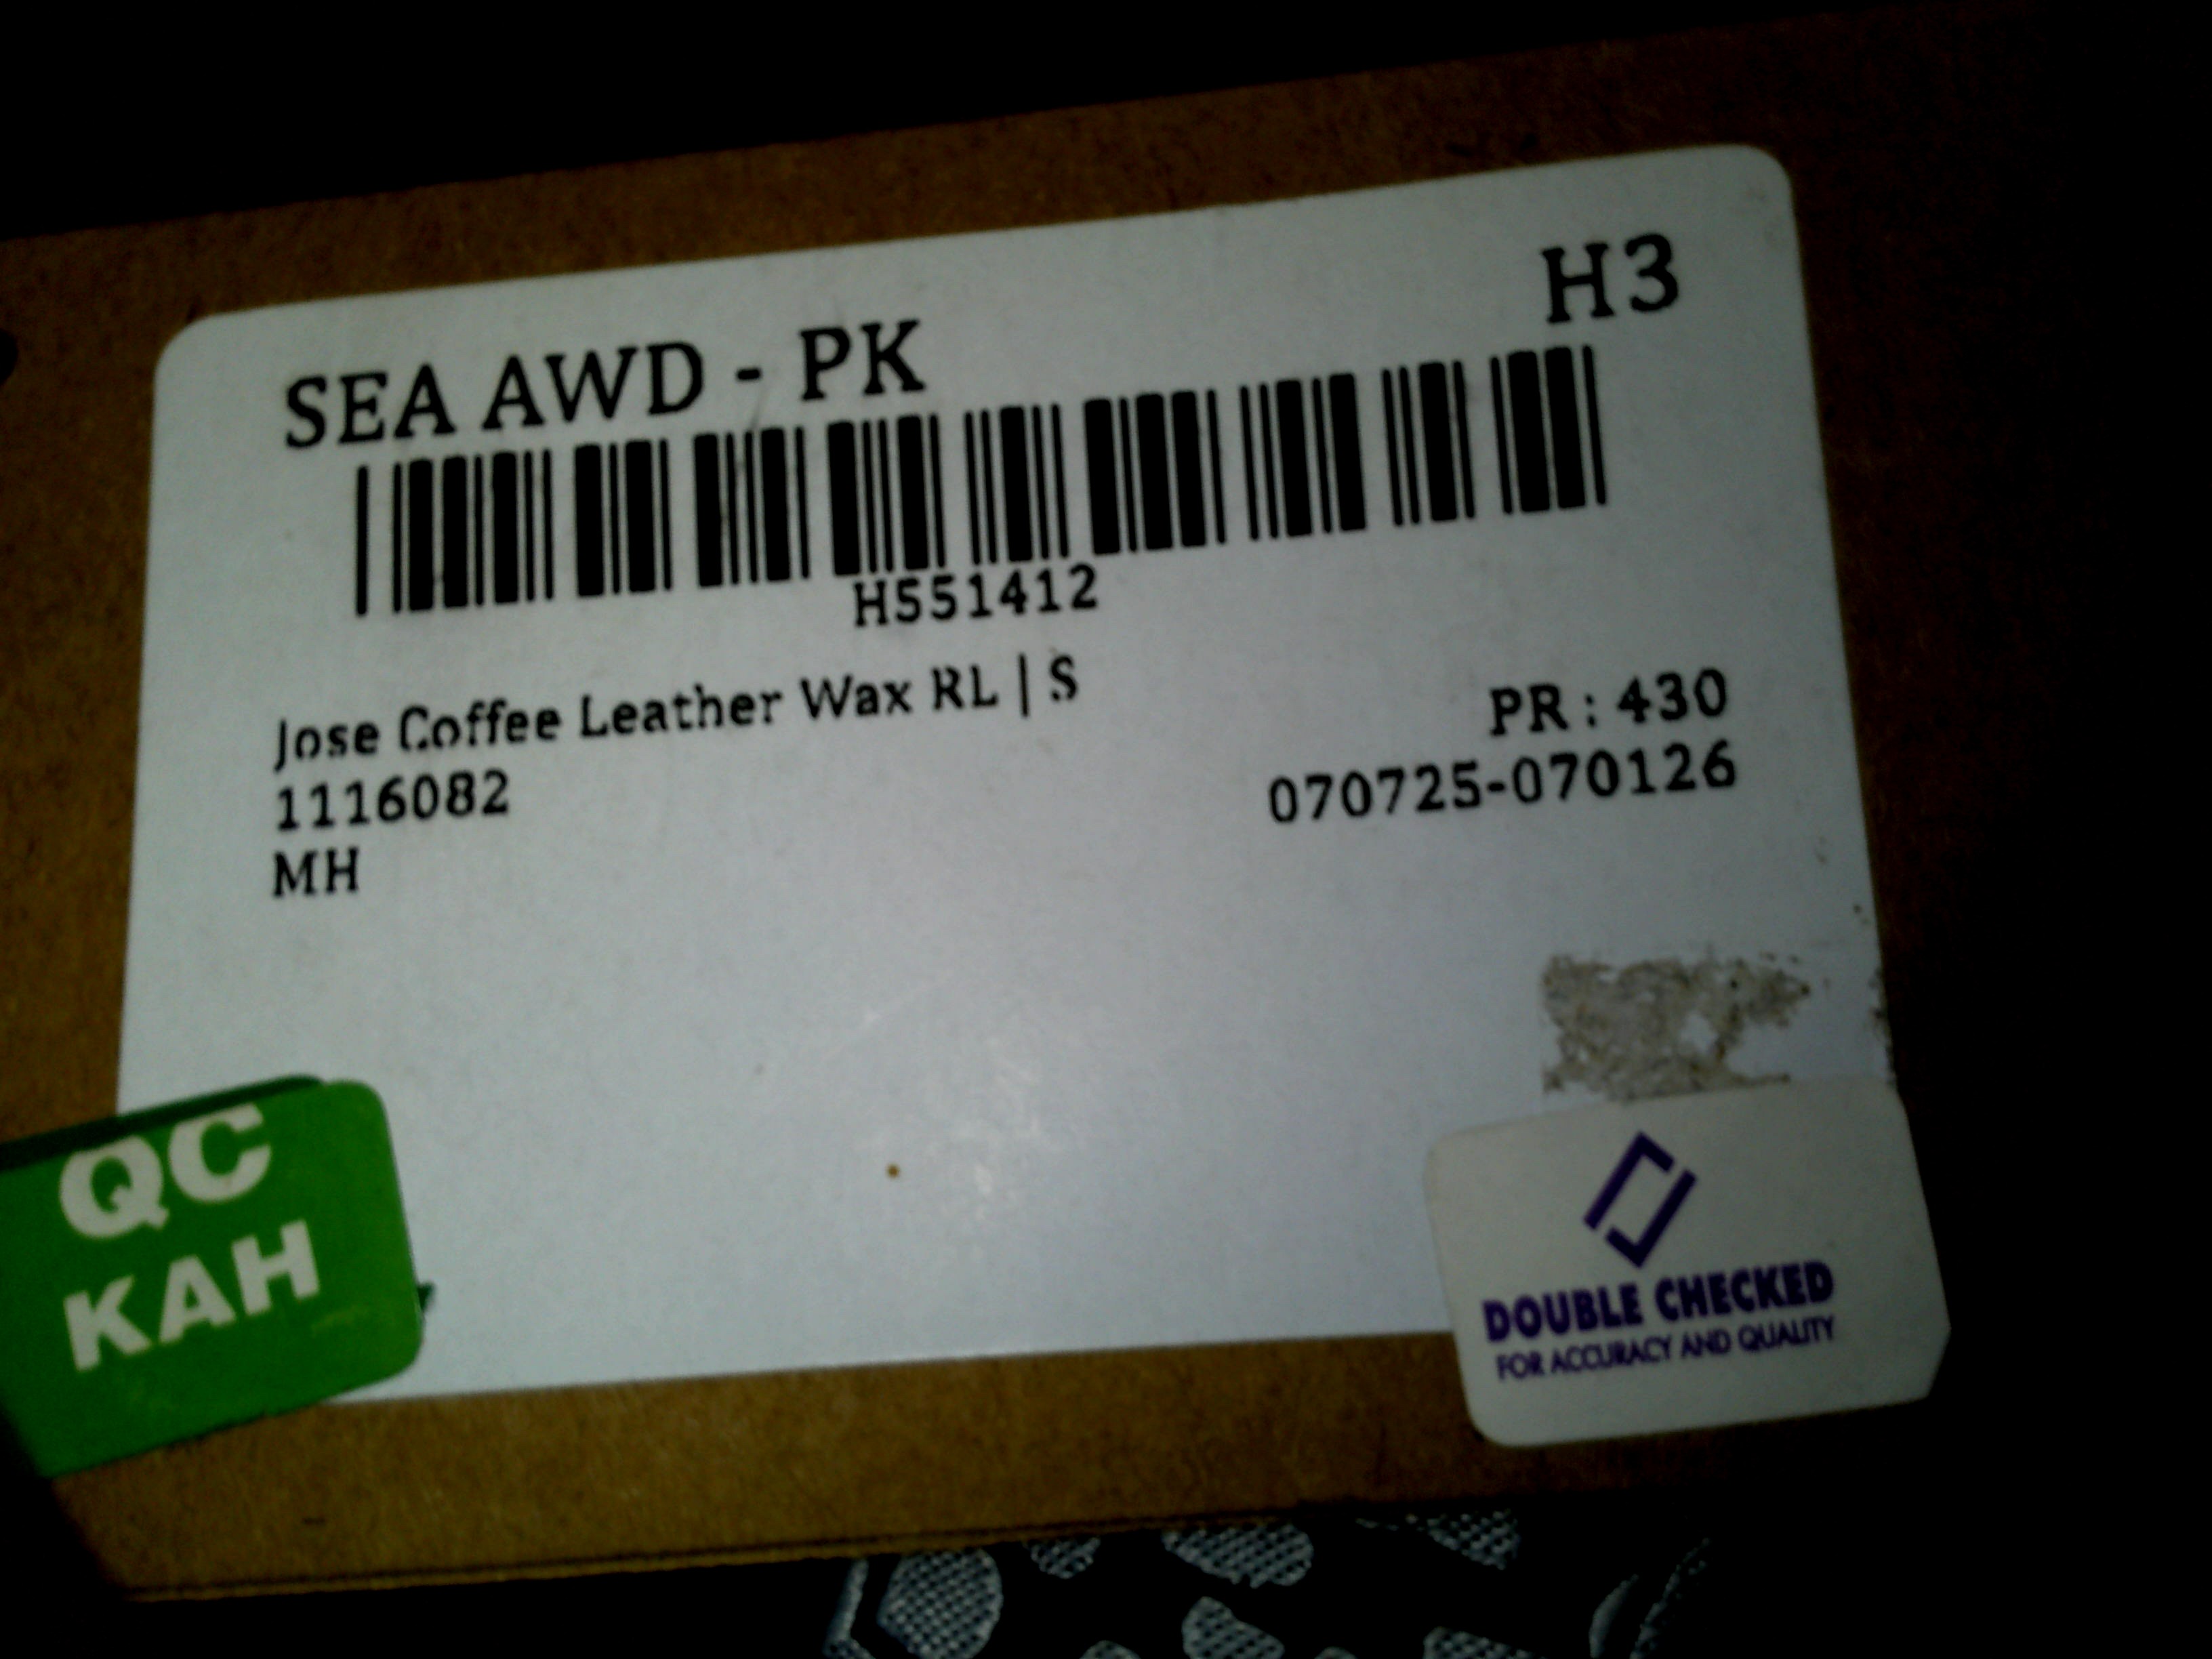 H3
SEA AWD - PK
H551412
Jose Coffee Leather Wax RL | S
PR : 430
1116082
070725-070126
MH
QC
KAH
DOUBLE CHECKED
FOR ACCURACY AND QUALITY